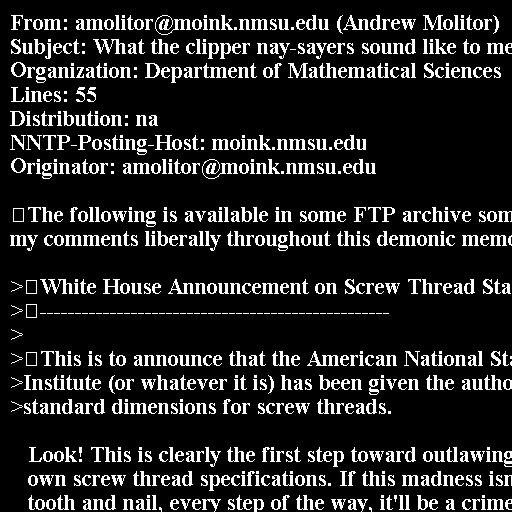 From: amolitor@moink.nmsu.edu (Andrew Molitor)
Subject: What the clipper nay-sayers sound like to me
Organization: Department of Mathematical Sciences
Lines: 55
Distribution: na
NNTP-Posting-Host: moink.nmsu.edu
Originator: amolitor@moink.nmsu.edu

The following is available in some FTP archive som
my comments liberally throughout this demonic memo

>White House Announcement on Screw Thread Sta
>--------------------------------------------------
>
>This is to announce that the American National Sta
>Institute (or whatever it is) has been given the autho
>standard dimensions for screw threads.

Look! This is clearly the first step toward outlawing
own screw thread specifications. If this madness isn
tooth and nail, every step of the way, it'll be a crime